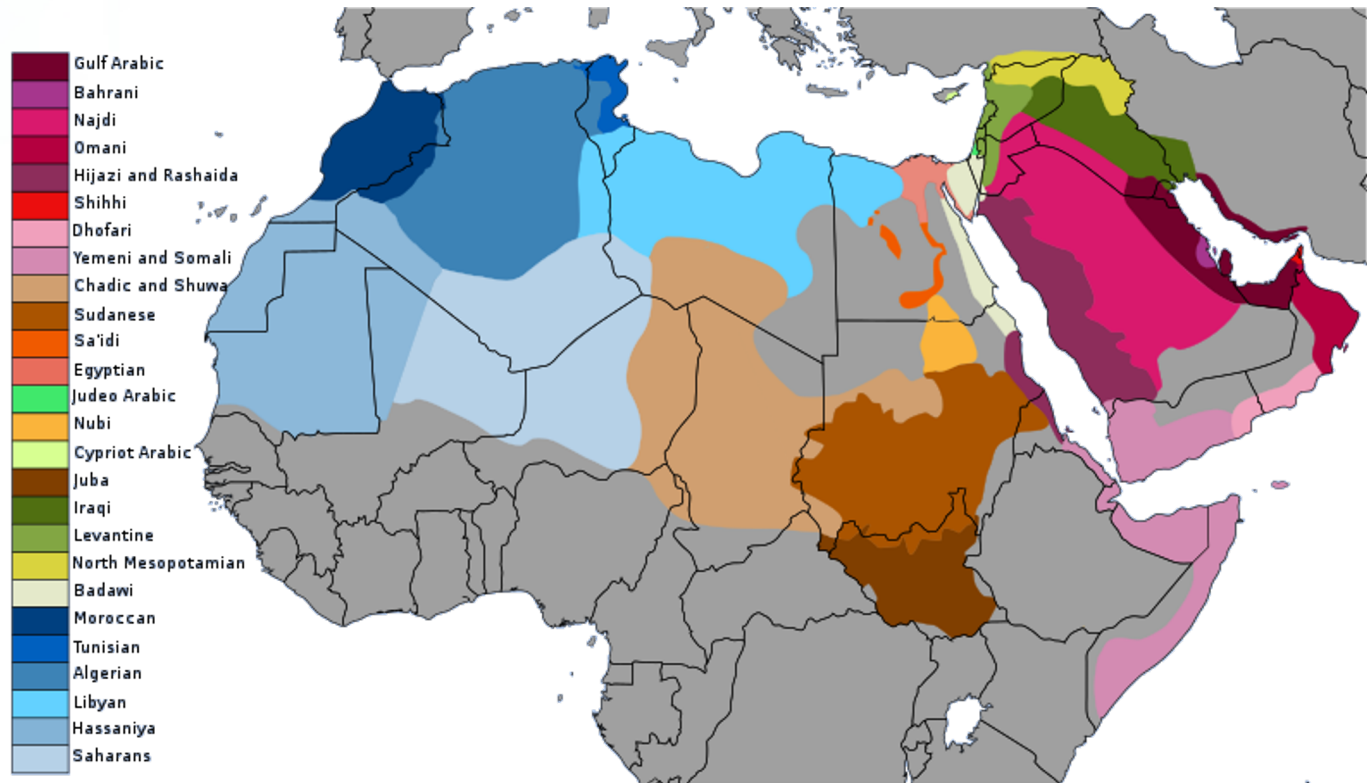 Gulf Arabic
Bahrani
Najdi
Omani
Hijazi and Rashaida
Shihhi
Dhofari
Yemeni and Somali
Chadic and Shuwa
Sudanese
Sa'idi
Egyptian
Judeo Arabic
Nubi
Cypriot Arabic
Juba
Iraqi
Levantine
North Mesopotamian
Badawi
Moroccan
Tunisian
Algerian
Libyan
Hassaniya
Saharans